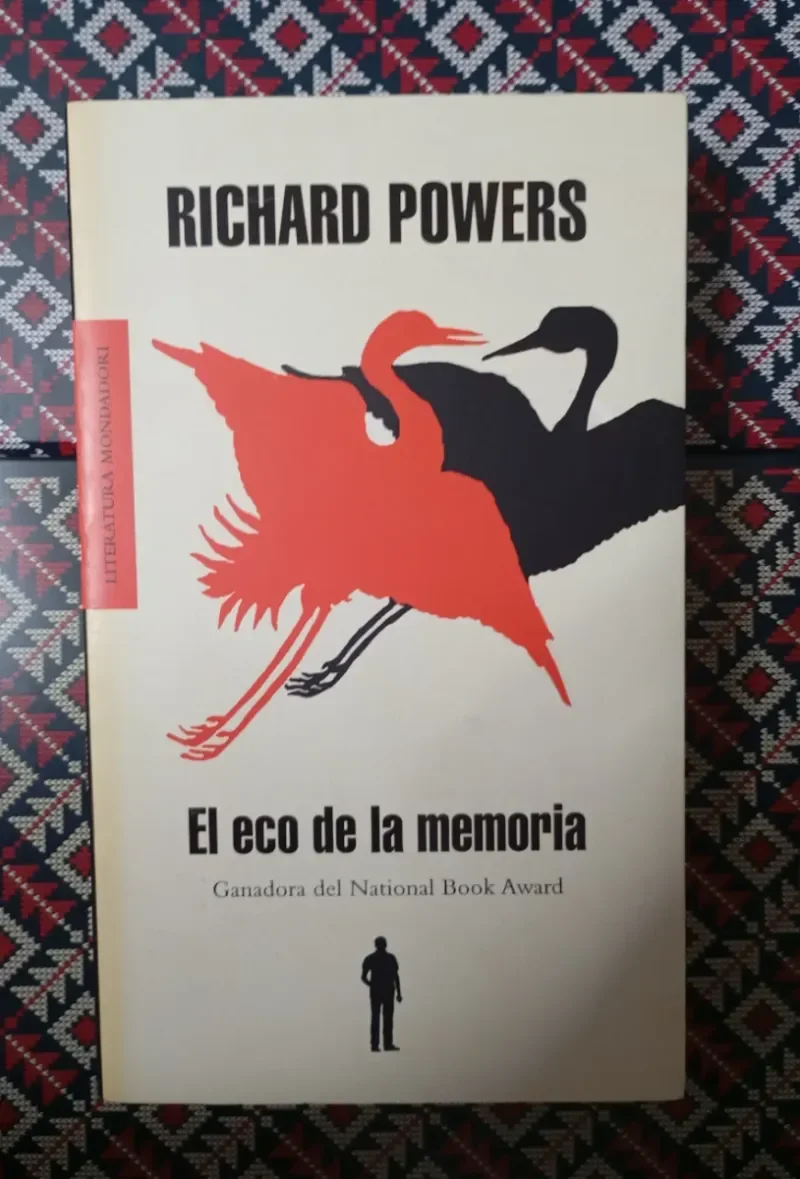 RICHARD POWERS
LITERATURA MONDADORI
El eco de la memoria
Ganadora del National Book Award